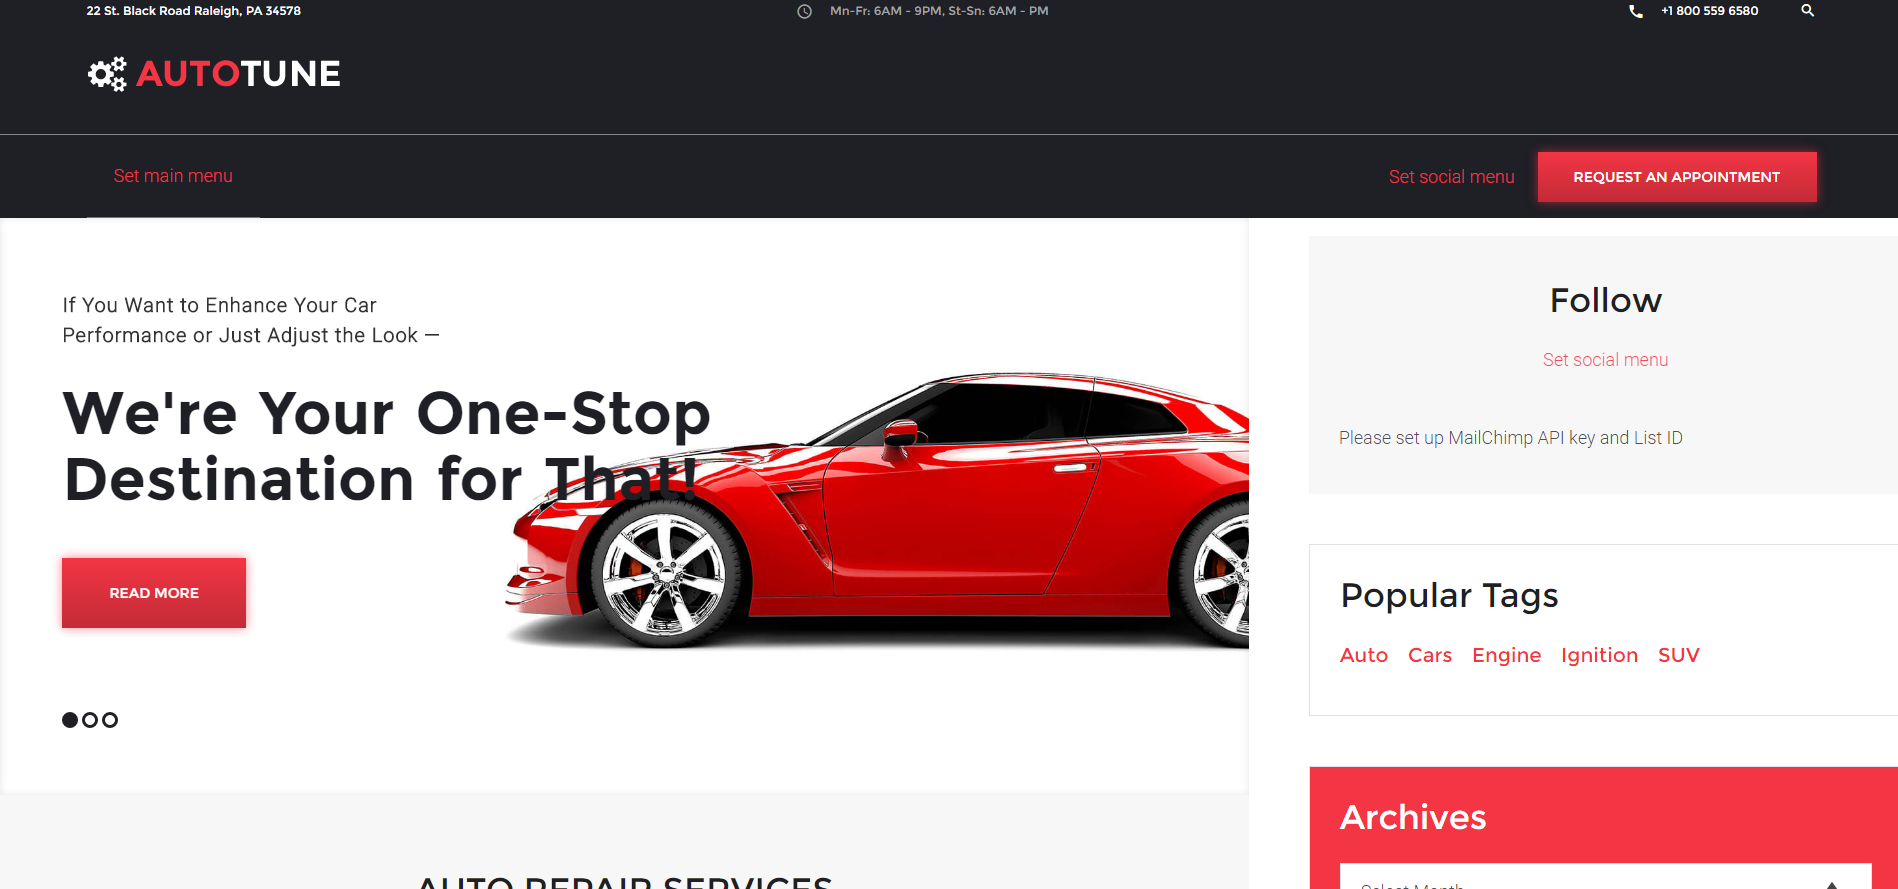 22 St. Black Road Raleigh, PA 34578
Mn-Fr: 6AM - 9PM, St-Sn: 6AM - PM
+1 800 559 6580
AUTOTUNE
Set main menu
Set social menu
REQUEST AN APPOINTMENT
If You Want to Enhance Your Car
Performance or Just Adjust the Look —
We're Your One-Stop
Destination for That!
READ MORE
Follow
Set social menu
Please set up MailChimp API key and List ID
Popular Tags
Auto Cars Engine Ignition SUV
Archives
Select Month
AUTO REPAIR SERVICES